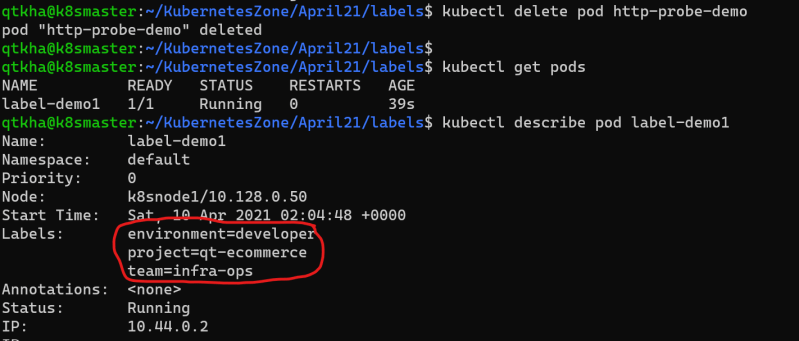 qtkha@k8smaster:~/KubernetesZone/April21/labels$ kubectl delete pod http-probe-demo
pod "http-probe-demo" deleted
qtkha@k8smaster:~/KubernetesZone/April21/labels$
qtkha@k8smaster:~/KubernetesZone/April21/labels$ kubectl get pods
NAME          READY   STATUS    RESTARTS   AGE
label-demo1   1/1     Running   0          39s
qtkha@k8smaster:~/KubernetesZone/April21/labels$ kubectl describe pod label-demo1
Name:         label-demo1
Namespace:    default
Priority:     0
Node:         k8snode1/10.128.0.50
Start Time:   Sat, 10 Apr 2021 02:04:48 +0000
Labels:       environment=developer
              project=qt-ecommerce
              team=infra-ops
Annotations:  <none>
Status:       Running
IP:           10.44.0.2